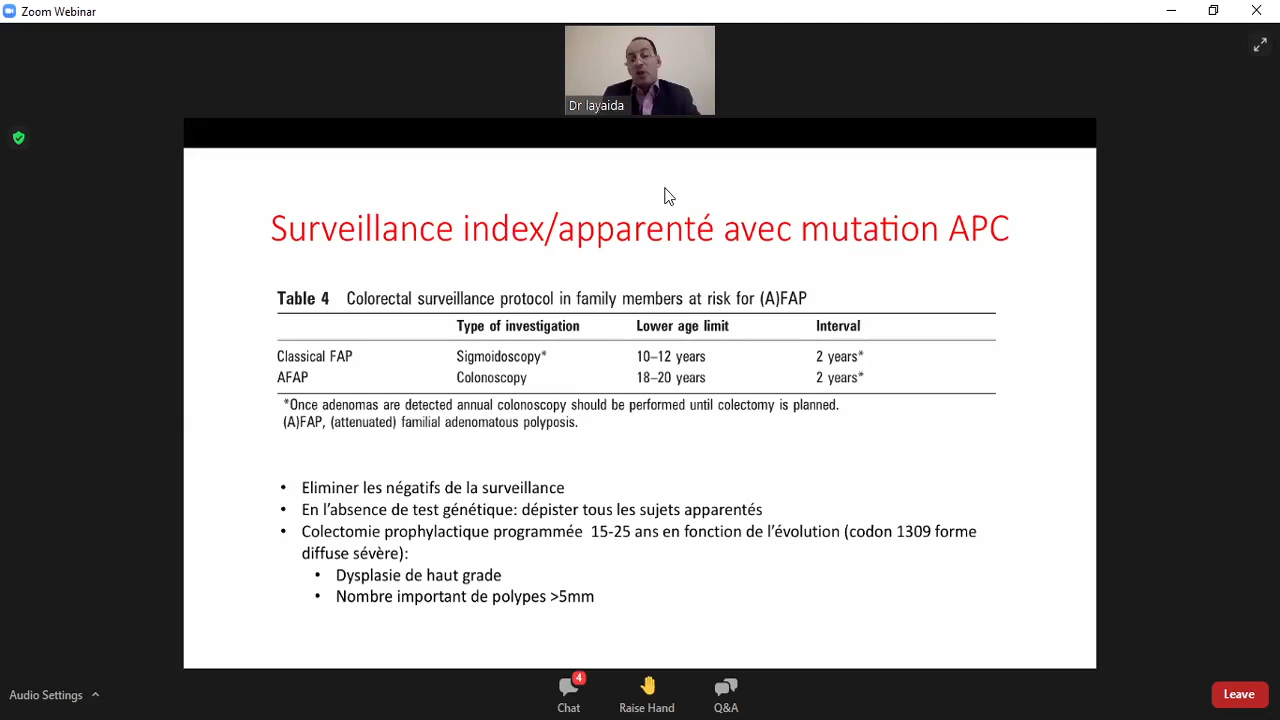 Zoom Webinar
Dr layaida
Surveillance index/apparenté avec mutation APC
Table 4 Colorectal surveillance protocol in family members at risk for (A)FAP
Type of investigation Lower age limit Interval
Classical FAP Sigmoidoscopy* 10–12 years 2 years*
AFAP Colonoscopy 18–20 years 2 years*
*Once adenomas are detected annual colonoscopy should be performed until colectomy is planned.
(A)FAP, (attenuated) familial adenomatous polyposis.
• Eliminer les négatifs de la surveillance
• En l’absence de test génétique: dépister tous les sujets apparentés
• Colectomie prophylactique programmée 15-25 ans en fonction de l’évolution (codon 1309 forme
diffuse sévère):
• Dysplasie de haut grade
• Nombre important de polypes >5mm
Audio Settings
4
Chat
Raise Hand
Q&A
Leave